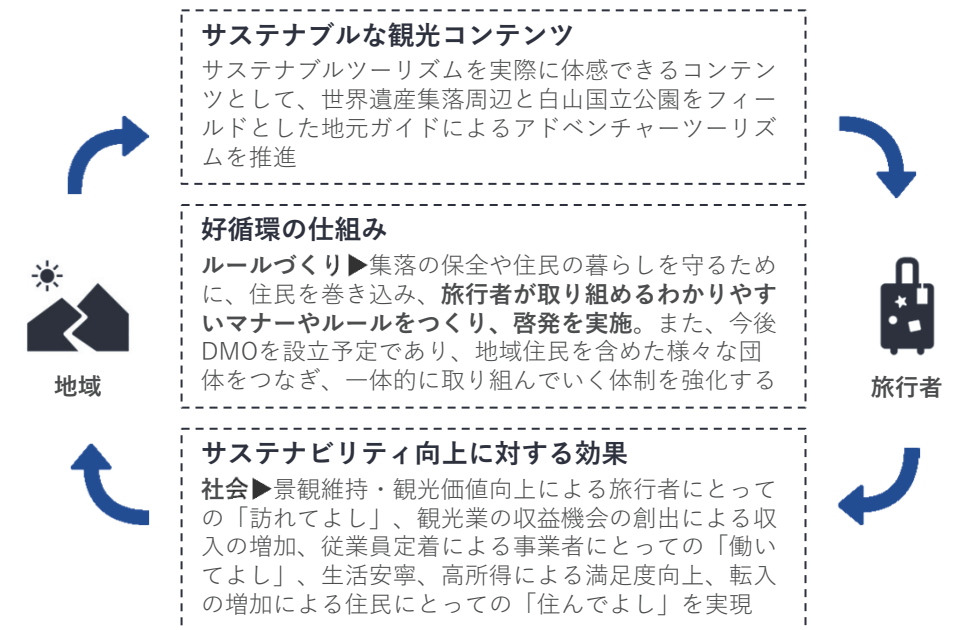 サステナブルな観光コンテンツ
サステナブルツーリズムを実際に体感できるコンテン
ツとして、世界遺産集落周辺と白山国立公園をフィー
ルドとした地元ガイドによるアドベンチャーツーリズ
ムを推進
好循環の仕組み
ルールづくり▶集落の保全や住民の暮らしを守るため
に、住民を巻き込み、旅行者が取り組めるわかりやす
いマナーやルールをつくり、啓発を実施。また、今後
DMOを設立予定であり、地域住民を含めた様々な団
体をつなぎ、一体的に取り組んでいく体制を強化する
地域
旅行者
サステナビリティ向上に対する効果
社会▶景観維持・観光価値向上による旅行者にとって
の「訪れてよし」、観光業の収益機会の創出による収
入の増加、従業員定着による事業者にとっての「働い
てよし」、生活安寧、高所得による満足度向上、転入
の増加による住民にとっての「住んでよし」を実現